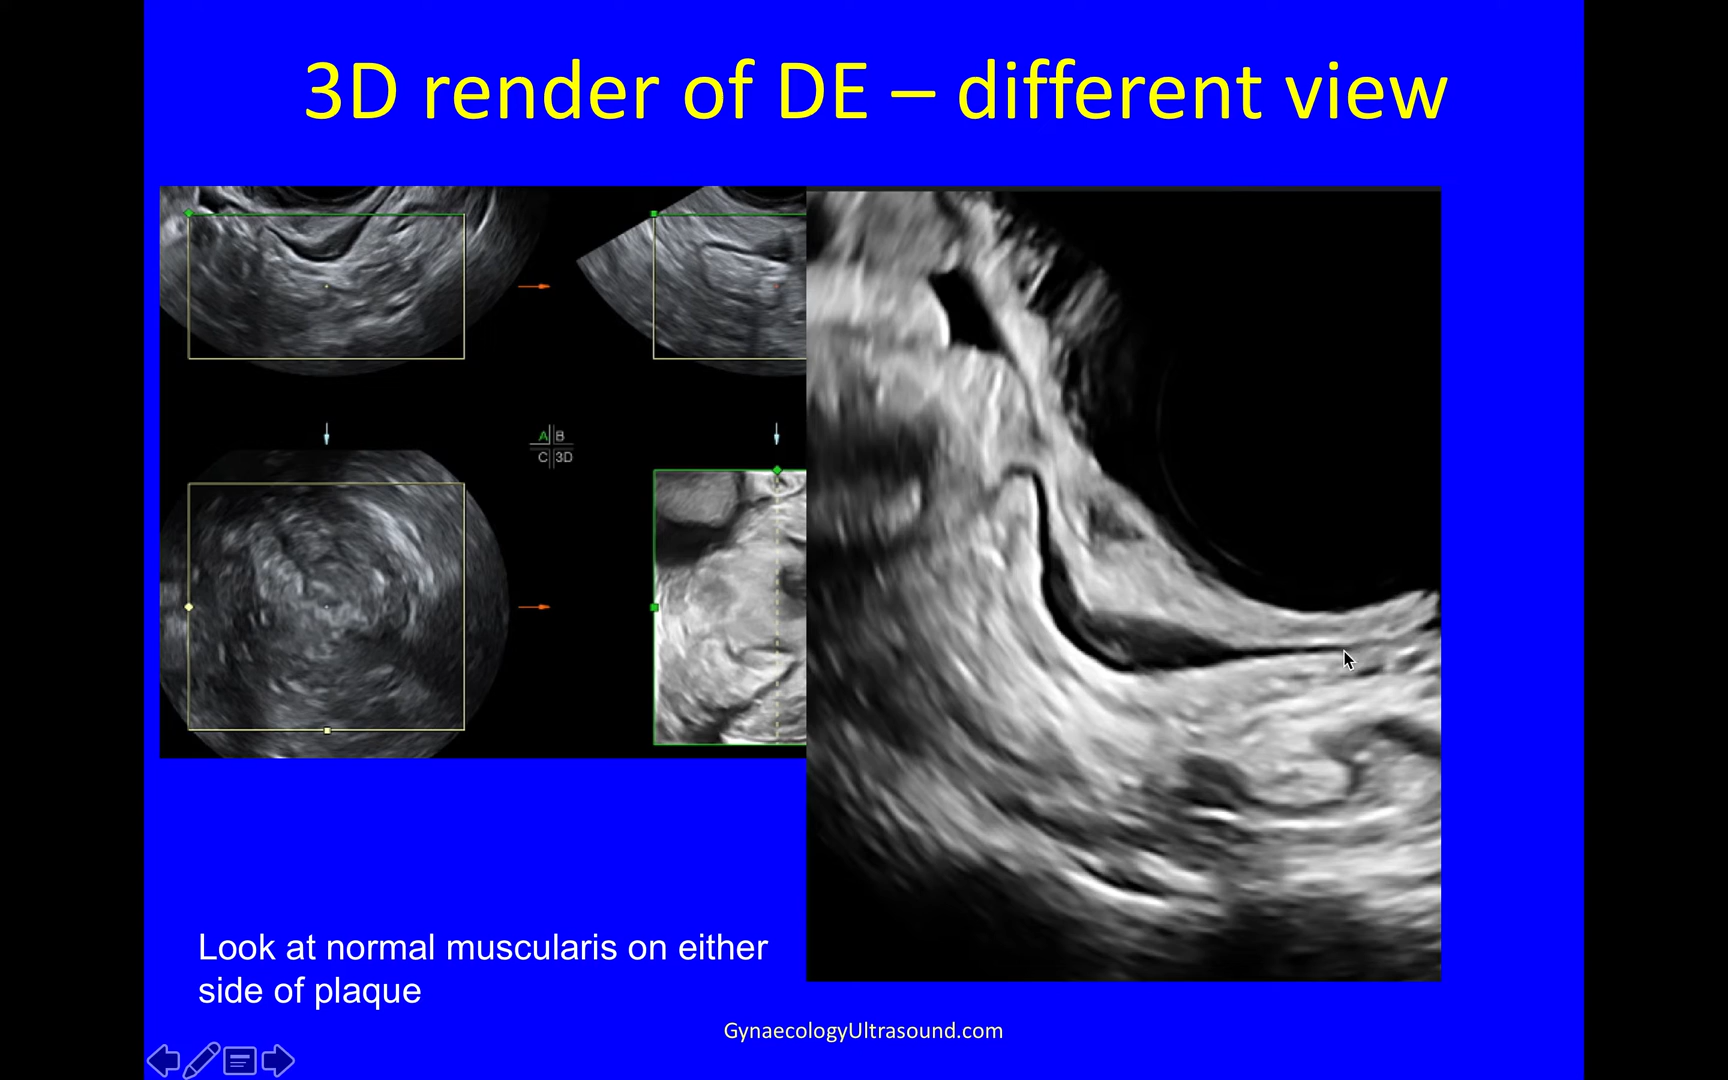 3D render of DE – different view
A B
C 3D
Look at normal muscularis on either
side of plaque
GynaecologyUltrasound.com